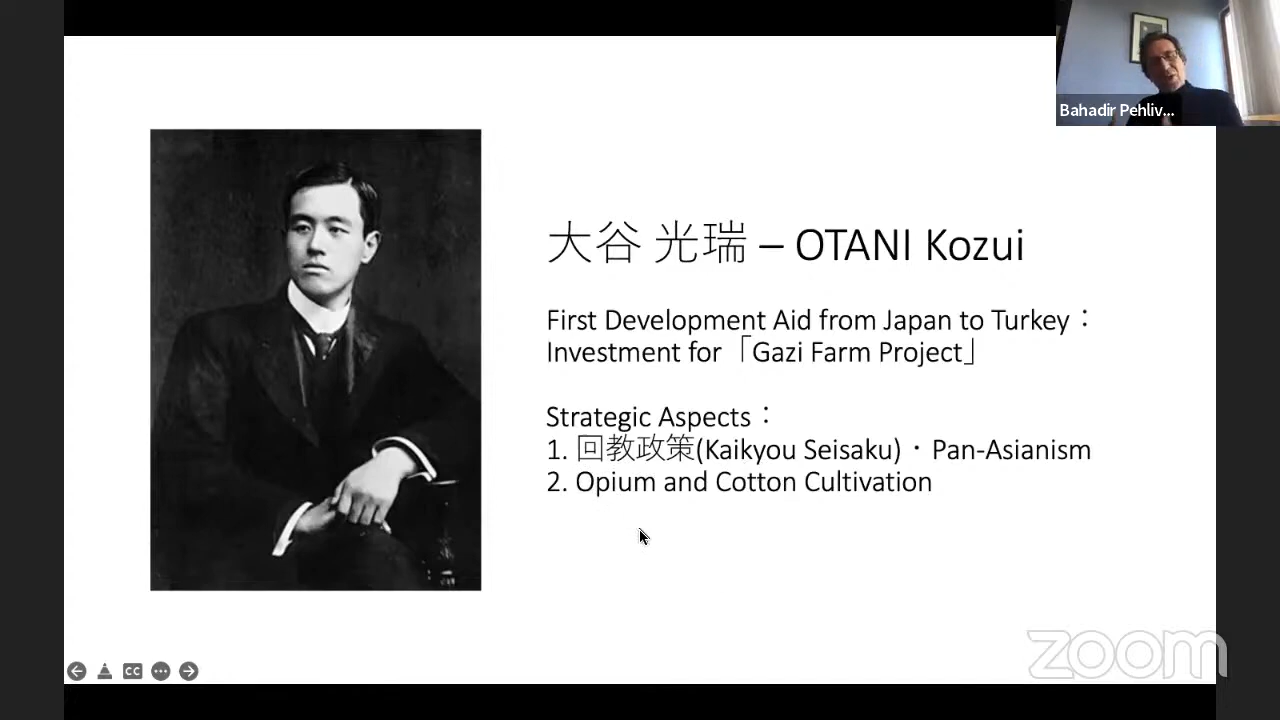 Bahadir Pehliv...
大谷 光瑞 – OTANI Kozui
First Development Aid from Japan to Turkey：
Investment for「Gazi Farm Project」
Strategic Aspects：
1. 回教政策(Kaikyou Seisaku)・Pan-Asianism
2. Opium and Cotton Cultivation
CC
zoom